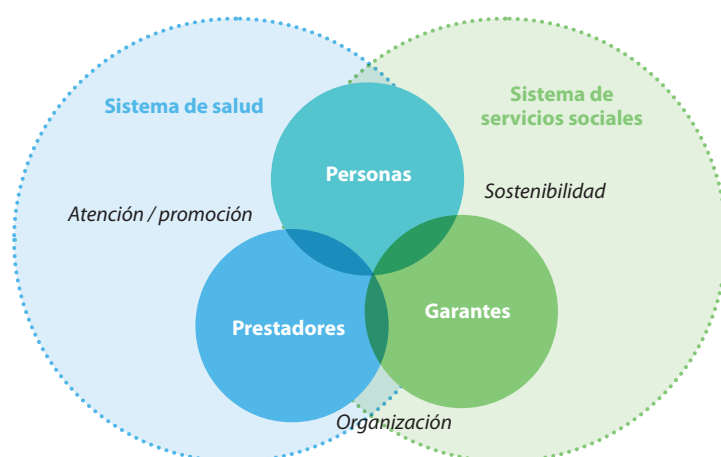 Sistema de salud
Sistema de
servicios sociales
Personas
Sostenibilidad
Atención / promoción
Garantes
Prestadores
Organización